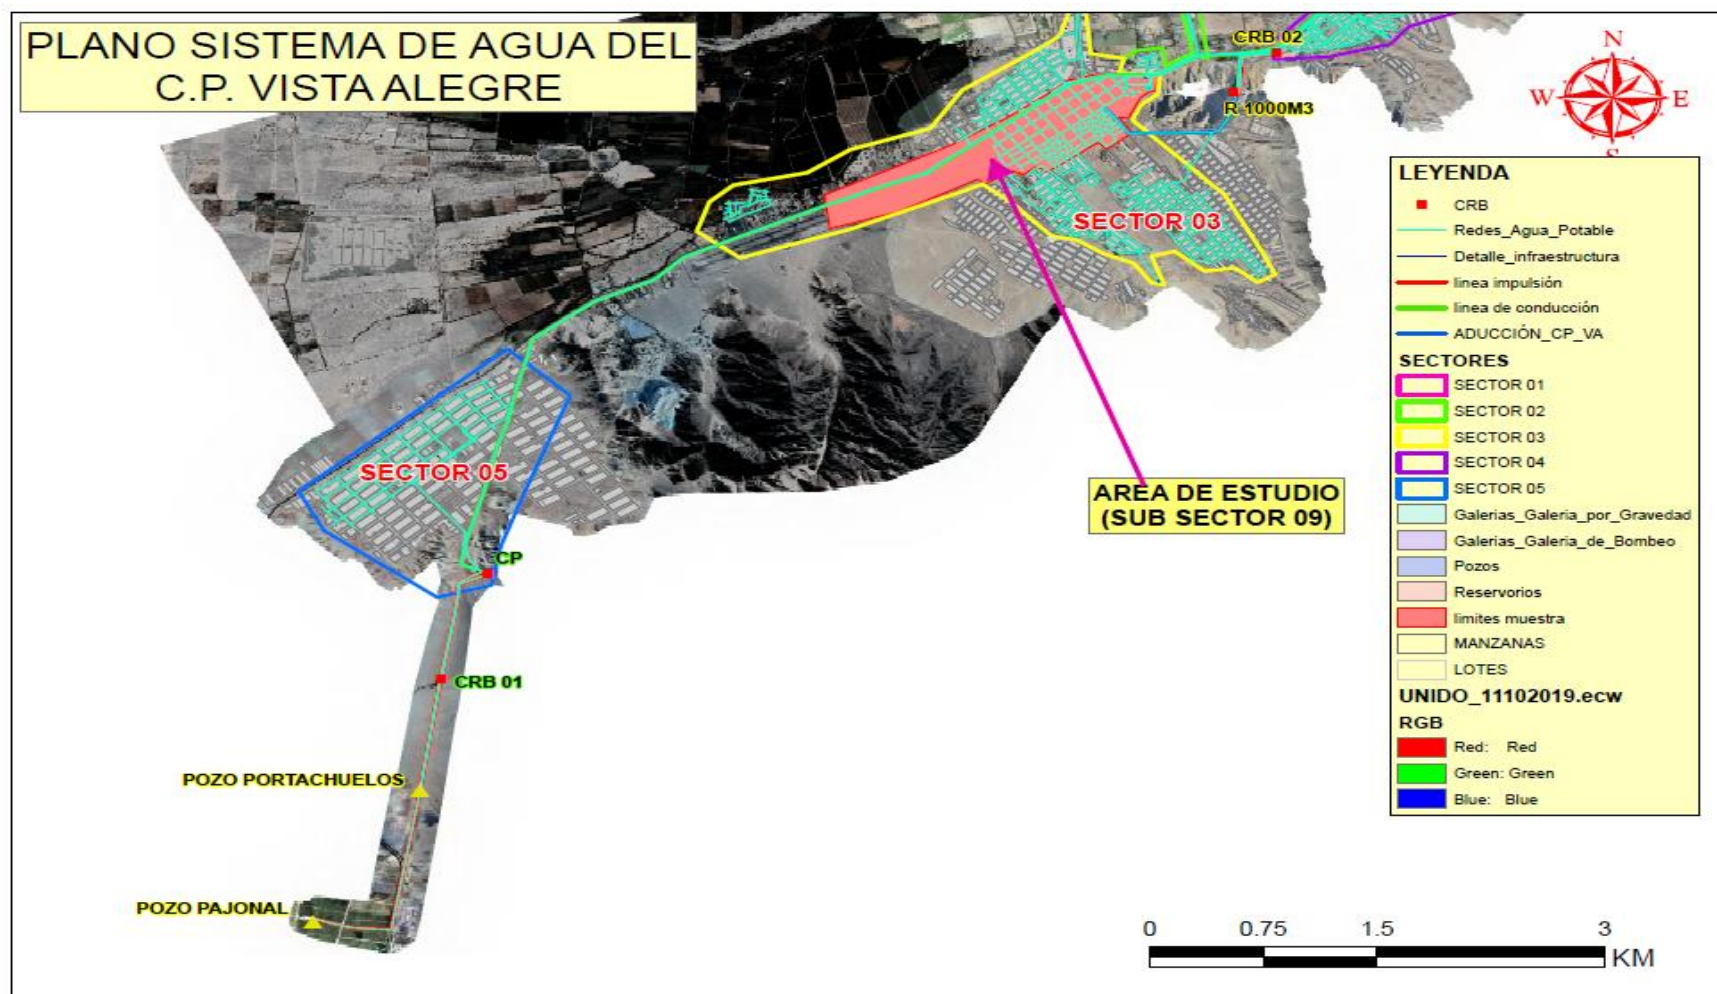 PLANO SISTEMA DE AGUA DEL
C.P. VISTA ALEGRE
CRB 02
R 1000M3
N
W
E
S
SECTOR 03
SECTOR 05
AREA DE ESTUDIO
(SUB SECTOR 09)
CP
CRB 01
POZO PORTACHUELOS
POZO PAJONAL
LEYENDA
CRB
Redes_Agua_Potable
Detalle_infraestructura
linea impulsión
linea de conducción
ADUCCIÓN_CP_VA
SECTORES
SECTOR 01
SECTOR 02
SECTOR 03
SECTOR 04
SECTOR 05
Galerias_Galeria_por_Gravedad
Galerias_Galeria_de_Bombeo
Pozos
Reservorios
limites muestra
MANZANAS
LOTES
UNIDO_11102019.ecw
RGB
Red: Red
Green: Green
Blue: Blue
0 0.75 1.5 3
KM